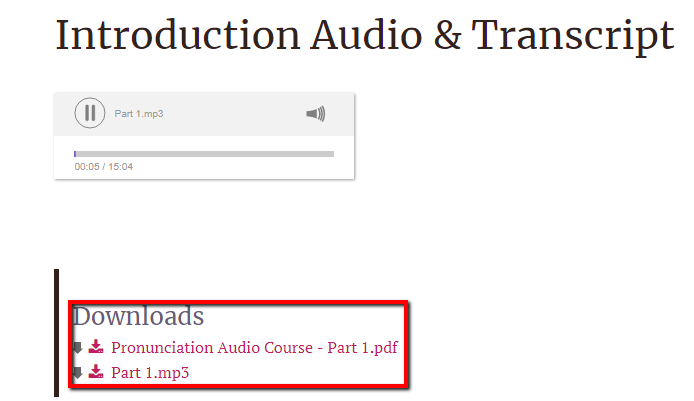 Introduction Audio & Transcript
Part 1.mp3
00:05 / 15:04
Downloads
Pronunciation Audio Course - Part 1.pdf
Part 1.mp3